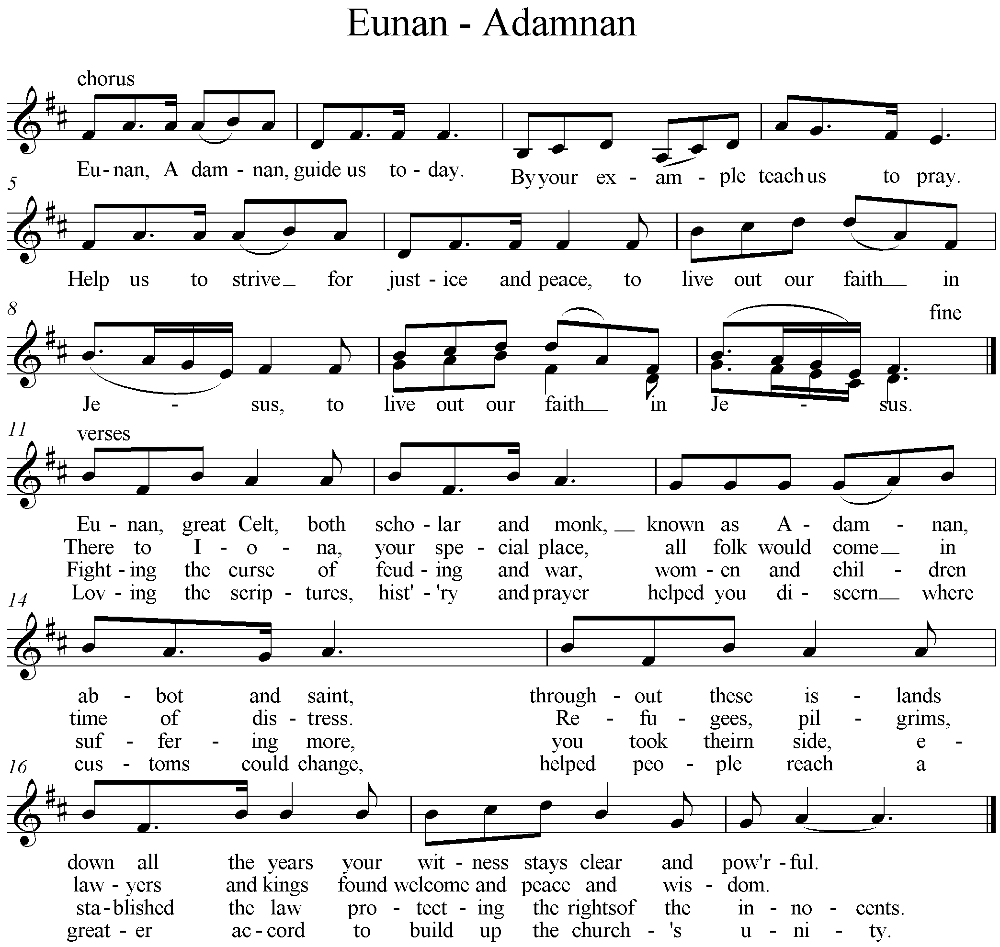 Eunan - Adamnan
chorus
Eu - nan, A dam - nan, guide us to - day. By your ex - am - ple teach us to pray.
5
Help us to strive for just - ice and peace, to live out our faith in
8
fine
Je - sus, to live out our faith in Je - sus.
11
verses
Eu - nan, great Celt, both scho - lar and monk, known as A - dam - nan,
There to I - o - na, your spe - cial place, all folk would come in
Fight - ing the curse of feud - ing and war, wom - en and chil - dren
Lov - ing the scrip - tures, hist' - 'ry and prayer helped you di - scern where
14
ab - bot and saint, through - out these is - lands
time of dis - tress. Re - fu - gees, pil - grims,
suf - fer - ing more, you took theirn side, e -
cus - toms could change, helped peo - ple reach a
16
down all the years your wit - ness stays clear and pow'r - ful.
law - yers and kings found welcome and peace and wis - dom.
sta - blished the law pro - tect - ing the rightsof the in - no - cents.
great - er ac - cord to build up the church - 's u - ni - ty.